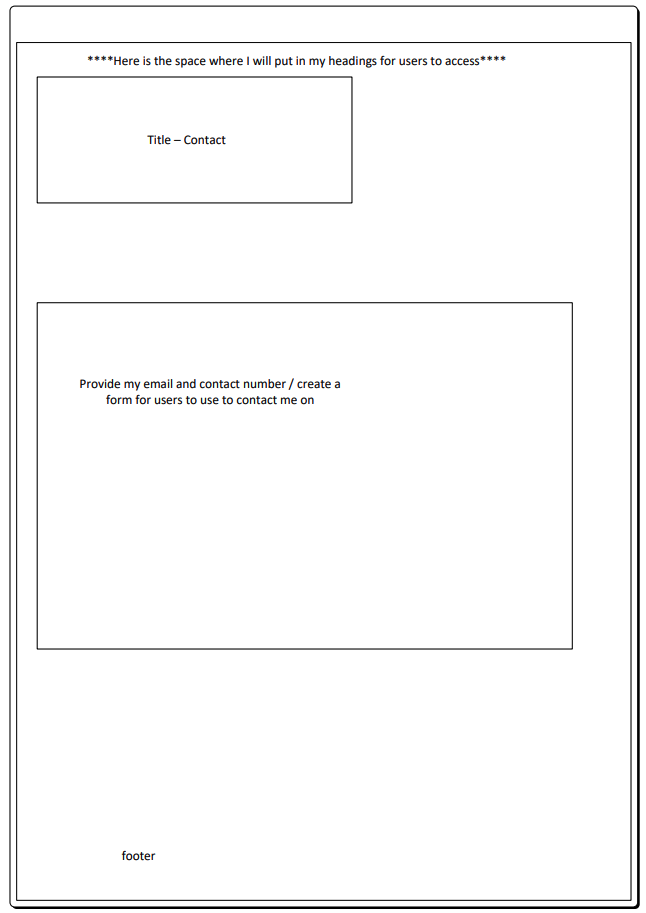 ****Here is the space where I will put in my headings for users to access****
Title – Contact
Provide my email and contact number / create a
form for users to use to contact me on
footer